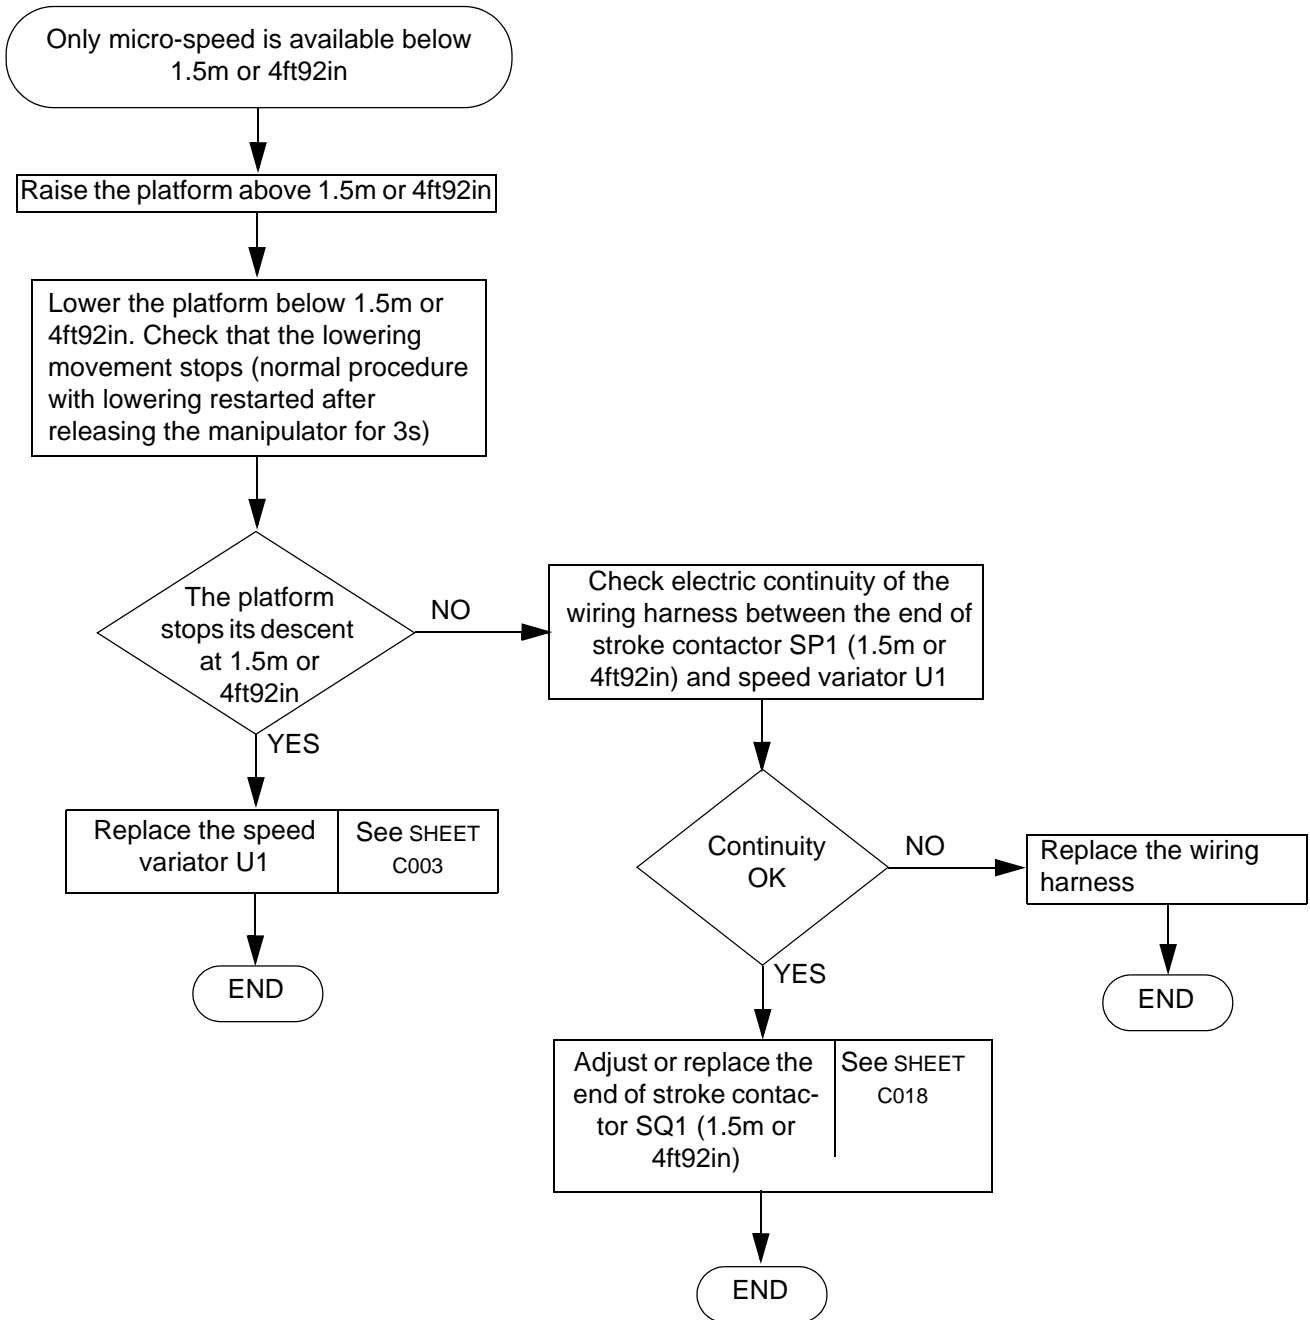 Only micro-speed is available below
1.5m or 4ft92in
Raise the platform above 1.5m or 4ft92in
Lower the platform below 1.5m or
4ft92in. Check that the lowering
movement stops (normal procedure
with lowering restarted after
releasing the manipulator for 3s)
The platform
stops its descent
at 1.5m or
4ft92in
NO
YES
Replace the speed
variator U1
See SHEET
C003
END
Check electric continuity of the
wiring harness between the end of
stroke contactor SP1 (1.5m or
4ft92in) and speed variator U1
Continuity
OK
NO
Replace the wiring
harness
END
YES
Adjust or replace the
end of stroke contac-
tor SQ1 (1.5m or
4ft92in)
See SHEET
C018
END